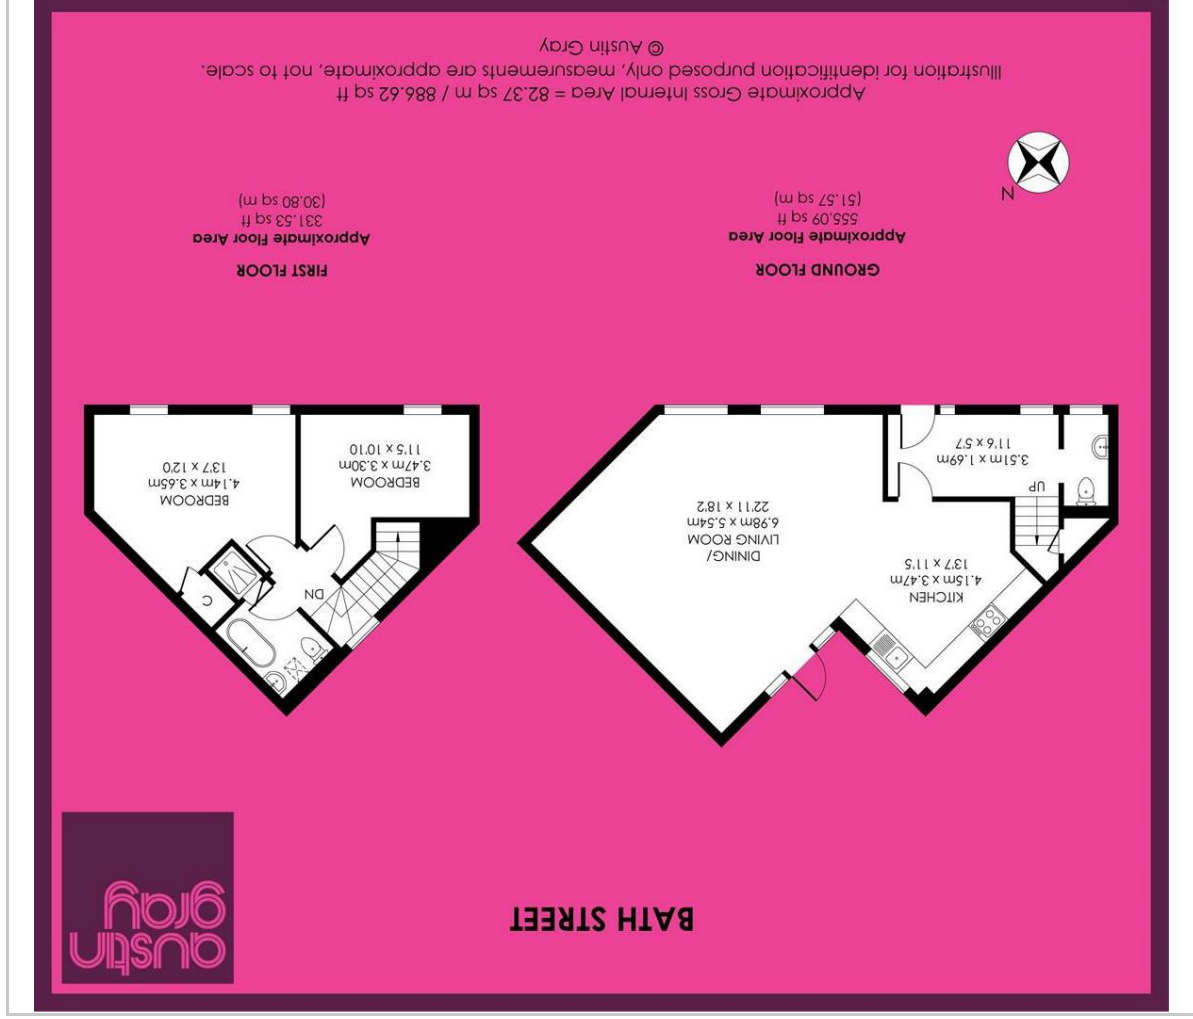 BATH STREET
austin
gray
KITCHEN
4.15m x 3.47m
13'7 x 11'5
DINING/
LIVING ROOM
6.98m x 5.54m
22'11 x 18'2
UP
3.51m x 1.69m
11'6 x 5'7
DN
C
BEDROOM
3.47m x 3.30m
11'5 x 10'10
BEDROOM
4.14m x 3.65m
13'7 x 12'0
GROUND FLOOR
Approximate Floor Area
555.09 sq ft
(51.57 sq m)
FIRST FLOOR
Approximate Floor Area
331.53 sq ft
(30.80 sq m)
N
Approximate Gross Internal Area = 82.37 sq m / 886.62 sq ft
Illustration for identification purposed only, measurements are approximate, not to scale.
© Austin Gray